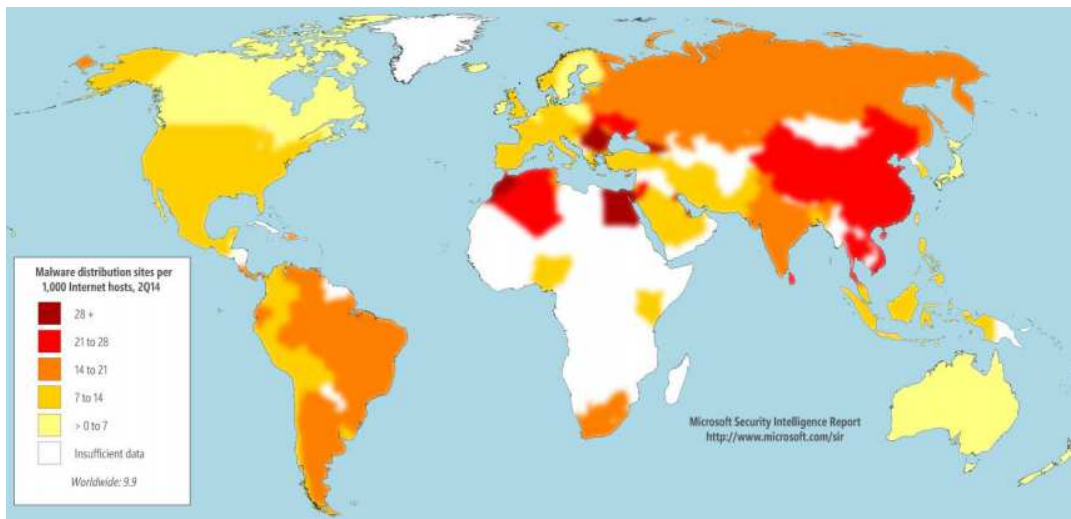 Malware distribution sites per
1,000 Internet hosts, 2Q14
28 +
21 to 28
14 to 21
7 to 14
> 0 to 7
Insufficient data
Worldwide: 9.9
Microsoft Security Intelligence Report
http://www.microsoft.com/sir